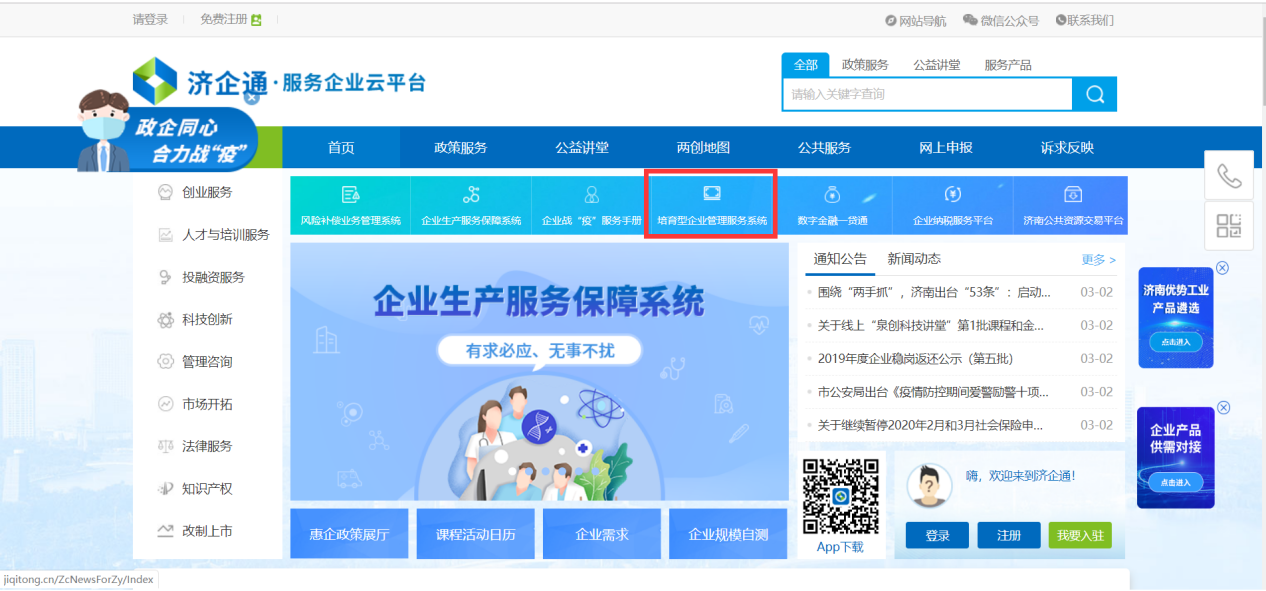 请登录
免费注册
网站导航
微信公众号
联系我们
济企通·服务企业云平台
全部
政策服务
公益讲堂
服务产品
请输入关键字查询
政企同心
合力战“疫”
首页
政策服务
公益讲堂
两创地图
公共服务
网上申报
诉求反映
创业服务
人才与培训服务
投融资服务
科技创新
管理咨询
市场开拓
法律服务
知识产权
改制上市
风险补偿业务管理系统
企业生产服务保障系统
企业战“疫”服务手册
培育型企业管理服务系统
数字金融一贷通
企业纳税服务平台
济南公共资源交易平台
企业生产服务保障系统
有求必应、无事不扰
惠企政策展厅
课程活动日历
企业需求
企业规模自测
通知公告
新闻动态
更多 >
围绕“两手抓”，济南出台“53条”：启动... 03-02
关于线上“泉创科技讲堂”第1批课程和金... 03-02
2019年度企业稳岗返还公示（第五批) 03-02
市公安局出台《疫情防控期间爱警励警十项... 03-02
关于继续暂停2020年2月和3月社会保险申... 03-02
App下载
嗨，欢迎来到济企通!
登录
注册
我要入驻
济南优势工业
产品遴选
点击进入
企业产品
供需对接
点击进入
jiqitong.cn/ZcNewsForZy/Index